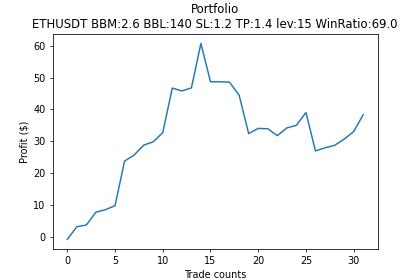 Portfolio
ETHUSDT BBM:2.6 BBL:140 SL:1.2 TP:1.4 lev:15 WinRatio:69.0
60
50
40
30
20
10
0
Profit ($)
0 5 10 15 20 25 30
Trade counts